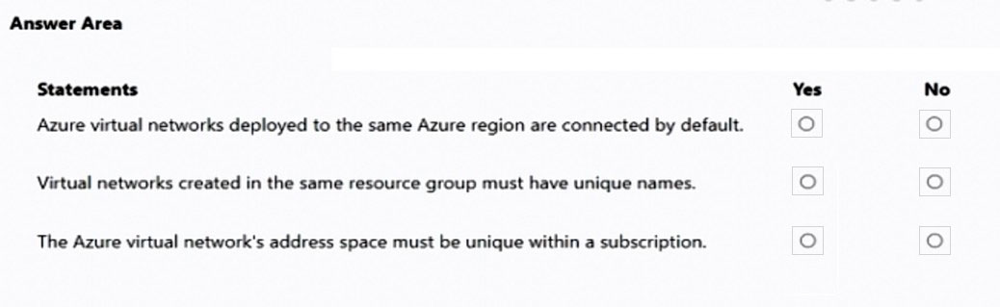 Answer Area
Statements Yes No
Azure virtual networks deployed to the same Azure region are connected by default.
Virtual networks created in the same resource group must have unique names.
The Azure virtual network's address space must be unique within a subscription.